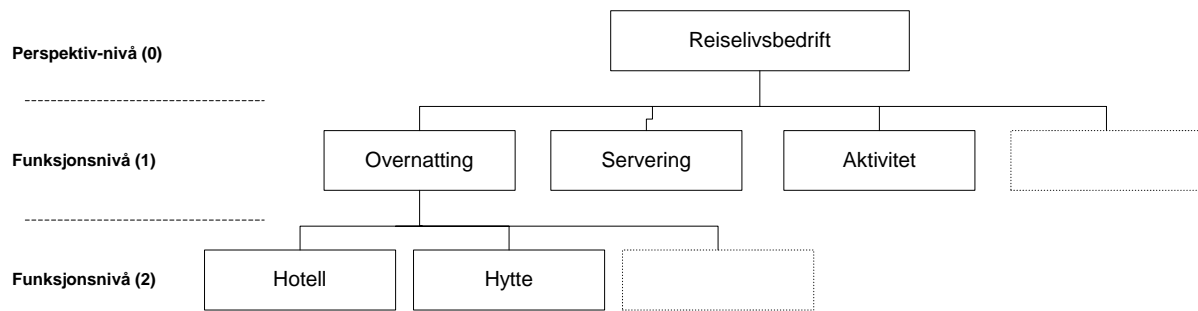 Perspektiv-nivå (0)
Reiselivsbedrift
Funksjonsnivå (1)
Overnatting
Servering
Aktivitet
Funksjonsnivå (2)
Hotell
Hytte